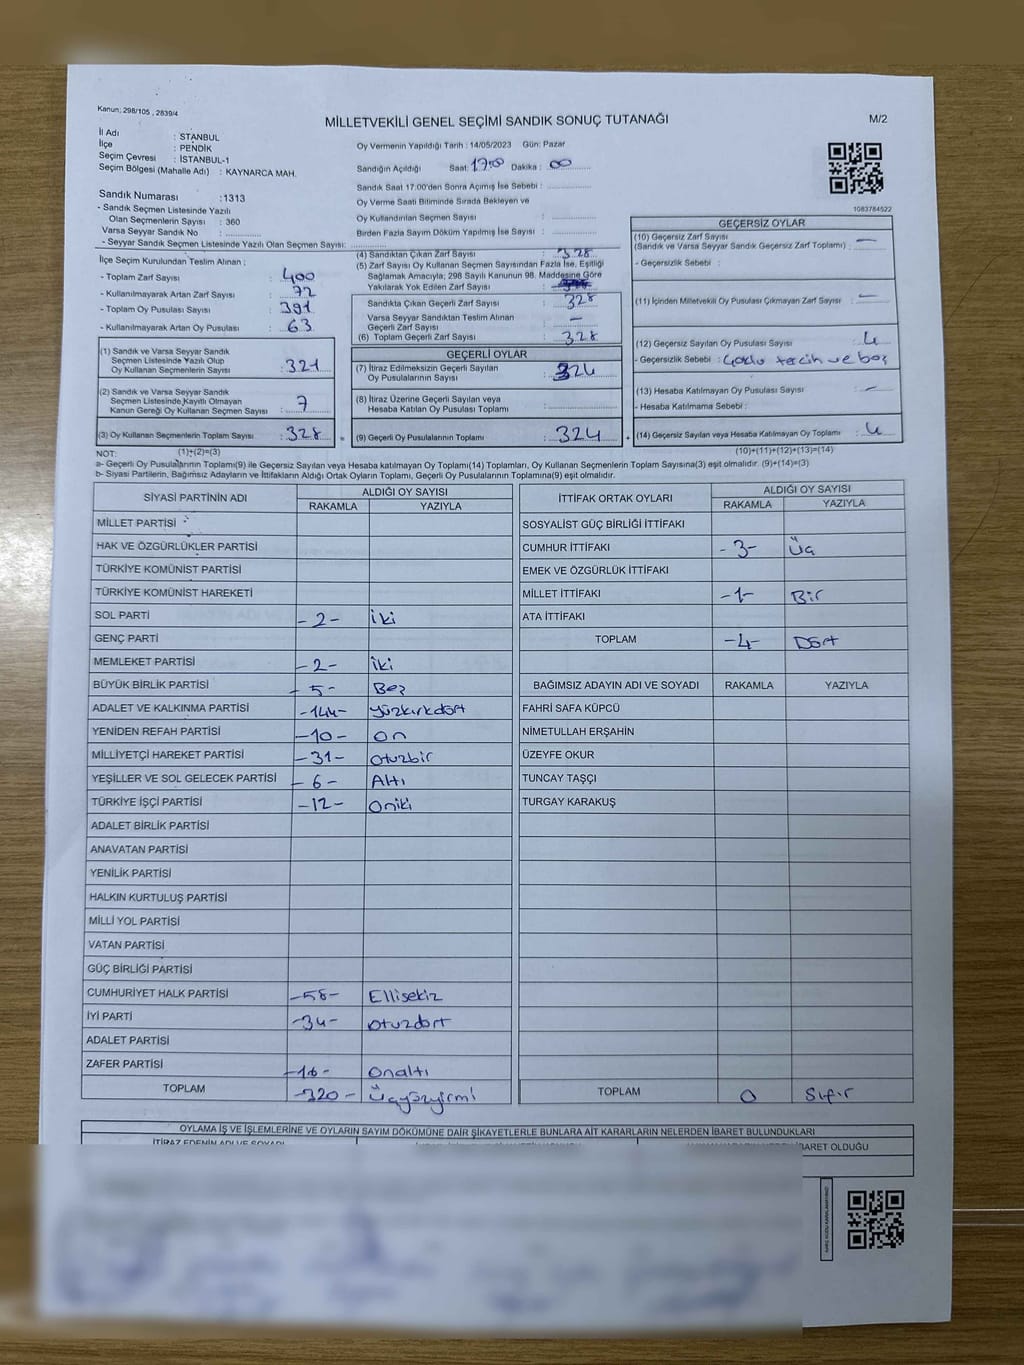 Kanun; 298/105 , 2839/4
MİLLETVEKİLİ GENEL SEÇİMİ SANDIK SONUÇ TUTANAĞI
M/2
İl Adı : STANBUL
İlçe : PENDİK
Seçim Çevresi : İSTANBUL-1
Seçim Bölgesi (Mahalle Adı) : KAYNARCA MAH.
Oy Vermenin Yapıldığı Tarih : 14/05/2023 Gün: Pazar
Sandığın Açıldığı Saat: 17:00 Dakika : 00
Sandık Saat 17:00'den Sonra Açımış İse Sebebi :
Oy Verme Saati Bitiminde Sırada Bekleyen ve
Oy Kullandırılan Seçmen Sayısı :
Birden Fazla Sayım Döküm Yapılmış İse Sayısı :
1083784522
Sandık Numarası :1313
- Sandık Seçmen Listesinde Yazılı
Olan Seçmenlerin Sayısı : 360
Varsa Seyyar Sandık No :
- Seyyar Sandık Seçmen Listesinde Yazılı Olan Seçmen Sayısı:
İlçe Seçim Kurulundan Teslim Alınan ;
- Toplam Zarf Sayısı : 400
- Kullanılmayarak Artan Zarf Sayısı : 72
- Toplam Oy Pusulası : 391
- Kullanılmayarak Artan Oy Pusulası : 63
(1) Sandık ve Varsa Seyyar Sandık
Seçmen Listesinde Yazılı Olup
Oy Kullanan Seçmenlerin Sayısı : 321
(2) Sandık ve Varsa Seyyar Sandık
Seçmen Listesinde Kayıtlı Olmayan
Kanun Gereği Oy Kullanan Seçmen Sayısı : 7
(3) Oy Kullanan Seçmenlerin Toplam Sayısı : 328
(1)+(2)=(3)
(4) Sandıktan Çıkan Zarf Sayısı : 328
(5) Zarf Sayısı Oy Kullanan Seçmen Sayısından Fazla İse, Eşitliği
Sağlamak Amacıyla; 298 Sayılı Kanunun 98. Maddesine Göre
Yakılarak Yok Edilen Zarf Sayısı :
Sandıkta Çıkan Geçerli Zarf Sayısı : 328
Varsa Seyyar Sandıktan Teslim Alınan
Geçerli Zarf Sayısı : -
(6) Toplam Geçerli Zarf Sayısı : 328
GEÇERLİ OYLAR
(7) İtiraz Edilmeksizin Geçerli Sayılan
Oy Pusulalarının Sayısı : 324
(8) İtiraz Üzerine Geçerli Sayılan veya
Hesaba Katılan Oy Pusulası Toplamı :
= (9) Geçerli Oy Pusulalarının Toplamı : 324
GEÇERSİZ OYLAR
(10) Geçersiz Zarf Sayısı
(Sandık ve Varsa Seyyar Sandık Geçersiz Zarf Toplamı) : -
- Geçersizlik Sebebi :
(11) İçinden Milletvekili Oy Pusulası Çıkmayan Zarf Sayısı : -
(12) Geçersiz Sayılan Oy Pusulası Sayısı : 4
- Geçersizlik Sebebi : Çoklu tercih ve boş
(13) Hesaba Katılmayan Oy Pusulası Sayısı : -
- Hesaba Katılmama Sebebi :
+ (14) Geçersiz Sayılan veya Hesaba Katılmayan Oy Toplamı : 4
(10)+(11)+(12)+(13)=(14)
NOT:
a- Geçerli Oy Pusulalarının Toplamı(9) ile Geçersiz Sayılan veya Hesaba katılmayan Oy Toplamı(14) Toplamları, Oy Kullanan Seçmenlerin Toplam Sayısına(3) eşit olmalıdır. (9)+(14)=(3)
b- Siyasi Partilerin, Bağımsız Adayların ve İttifakların Aldığı Ortak Oyların Toplamı, Geçerli Oy Pusulalarının Toplamına(9) eşit olmalıdır.
SİYASİ PARTİNİN ADI ALDIĞI OY SAYISI
RAKAMLA YAZIYLA
MİLLET PARTİSİ
HAK VE ÖZGÜRLÜKLER PARTİSİ
TÜRKİYE KOMÜNİST PARTİSİ
TÜRKİYE KOMÜNİST HAREKETİ
SOL PARTİ -2- iki
GENÇ PARTİ
MEMLEKET PARTİSİ -2- iki
BÜYÜK BİRLİK PARTİSİ -5- Beş
ADALET VE KALKINMA PARTİSİ -144- yüzkırkdört
YENİDEN REFAH PARTİSİ -10- on
MİLLİYETÇİ HAREKET PARTİSİ -31- otuzbir
YEŞİLLER VE SOL GELECEK PARTİSİ -6- Altı
TÜRKİYE İŞÇİ PARTİSİ -12- Oniki
ADALET BİRLİK PARTİSİ
ANAVATAN PARTİSİ
YENİLİK PARTİSİ
HALKIN KURTULUŞ PARTİSİ
MİLLİ YOL PARTİSİ
VATAN PARTİSİ
GÜÇ BİRLİĞİ PARTİSİ
CUMHURİYET HALK PARTİSİ -58- Ellisekiz
İYİ PARTİ -34- otuzdört
ADALET PARTİSİ
ZAFER PARTİSİ -16- onaltı
TOPLAM -320- Üçyüzyirmi
İTTİFAK ORTAK OYLARI ALDIĞI OY SAYISI
RAKAMLA YAZIYLA
SOSYALİST GÜÇ BİRLİĞİ İTTİFAKI
CUMHUR İTTİFAKI -3- Üç
EMEK VE ÖZGÜRLÜK İTTİFAKI
MİLLET İTTİFAKI -1- Bir
ATA İTTİFAKI
TOPLAM -4- Dört
BAĞIMSIZ ADAYIN ADI VE SOYADI RAKAMLA YAZIYLA
FAHRİ SAFA KÜPCÜ
NİMETULLAH ERŞAHİN
ÜZEYFE OKUR
TUNCAY TAŞÇI
TURGAY KARAKUŞ
TOPLAM 0 Sıfır
OYLAMA İŞ VE İŞLEMLERİNE VE OYLARIN SAYIM DÖKÜMÜNE DAİR ŞİKAYETLERLE BUNLARA AİT KARARLARIN NELERDEN İBARET BULUNDUKLARI
İTİRAZ EDENİN ADI VE SOYADI
İBARET OLDUĞU